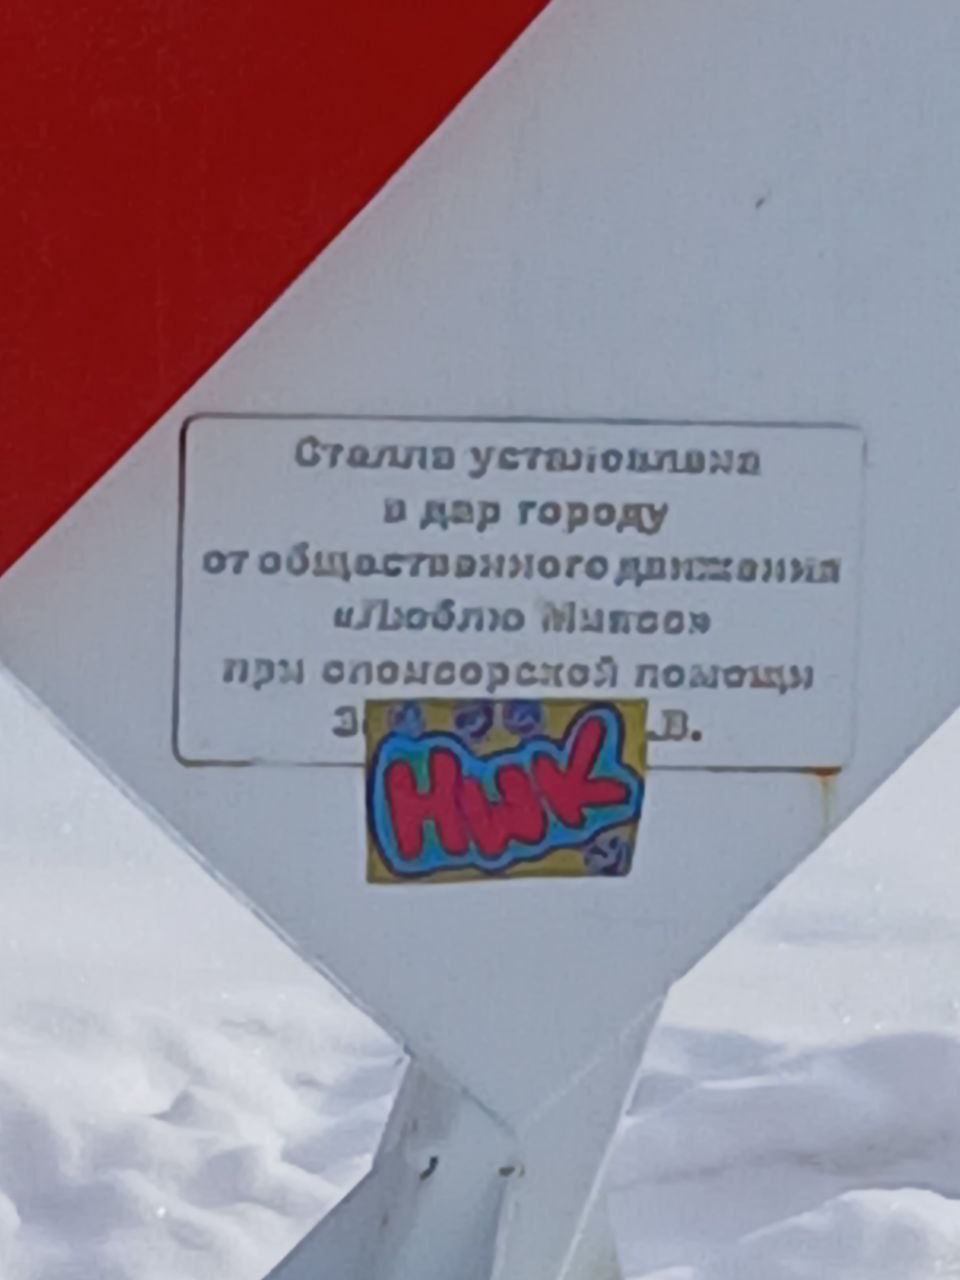 Стелла установлена
в дар городу
от общественного движения
«Люблю Миасс»
при спонсорской помощи
.В.
НИК